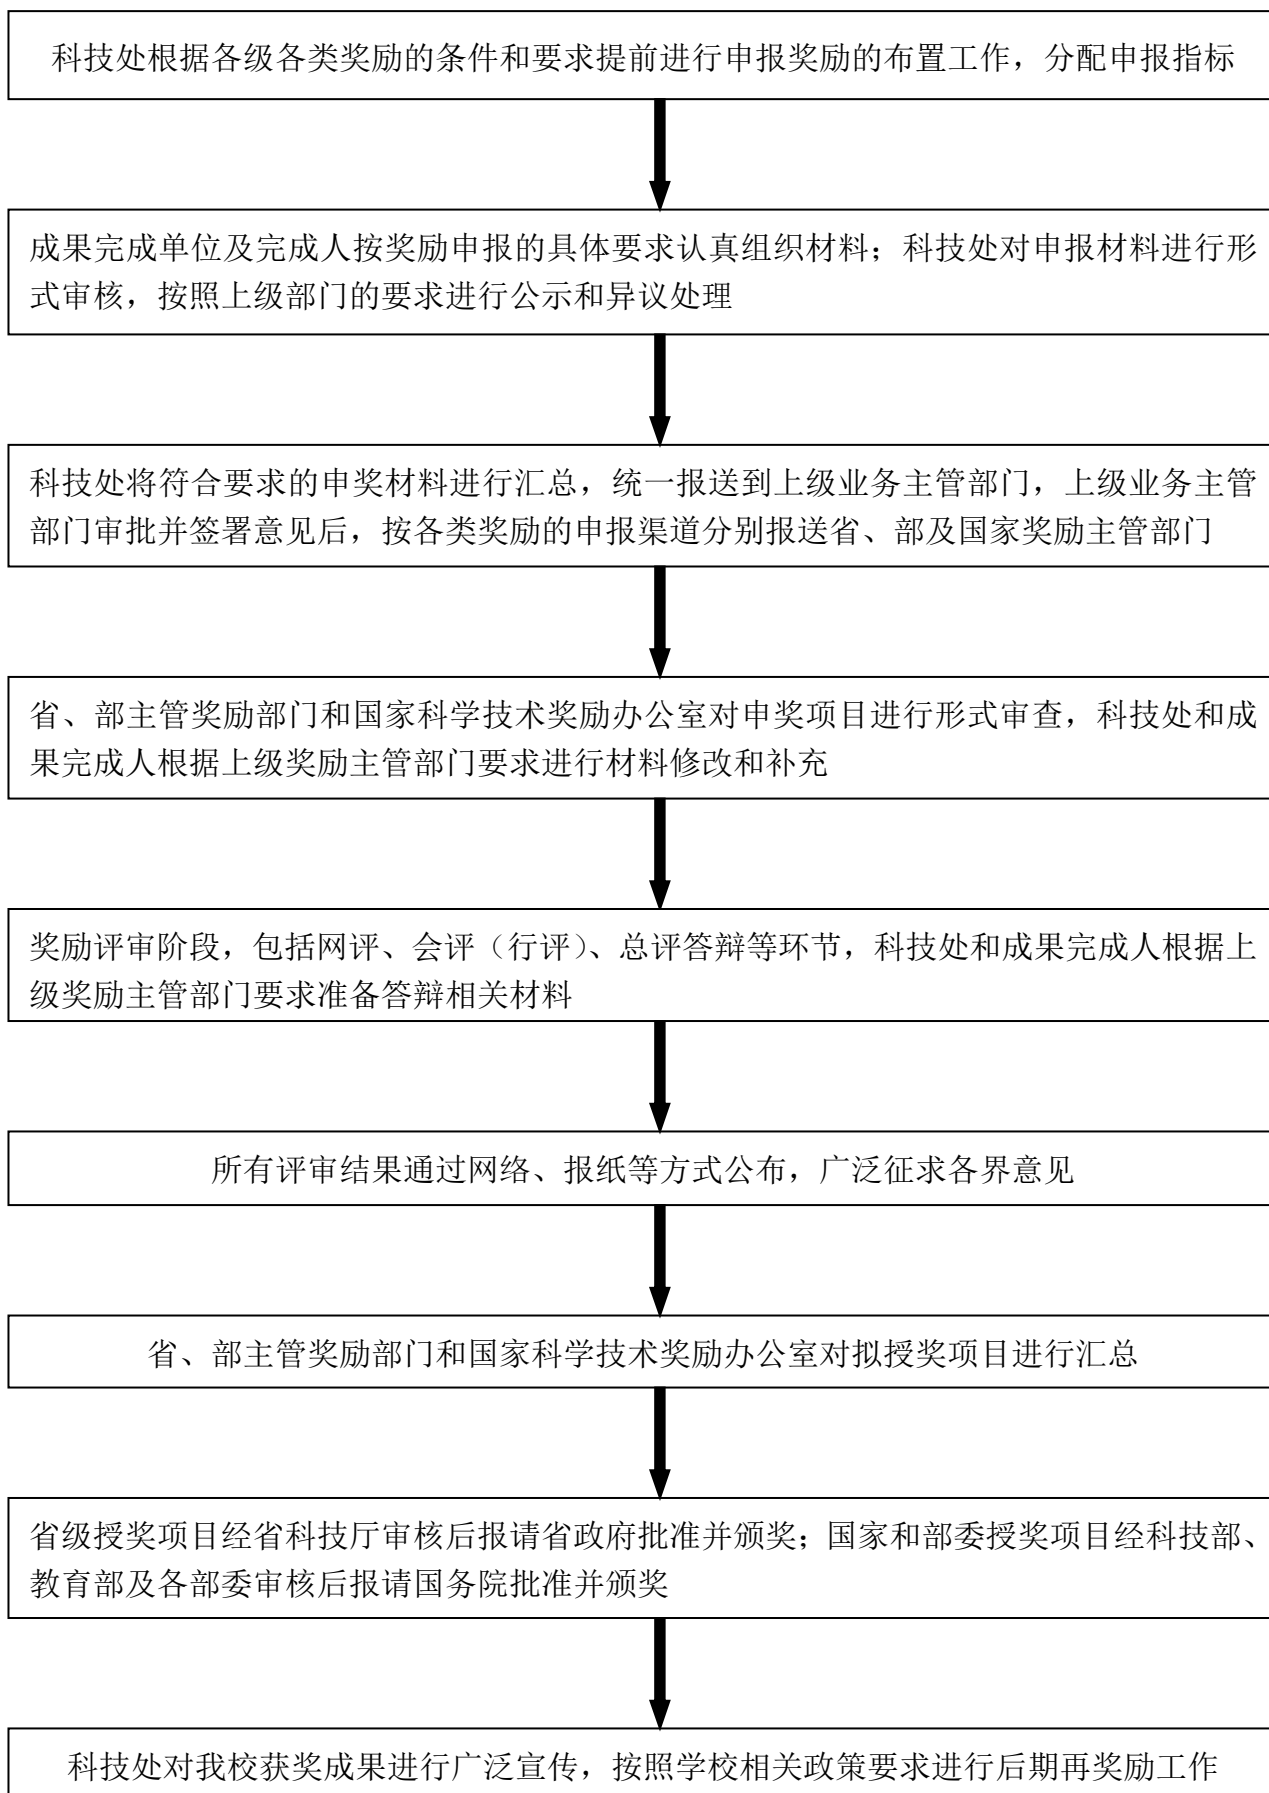 科技处根据各级各类奖励的条件和要求提前进行申报奖励的布置工作，分配申报指标
成果完成单位及完成人按奖励申报的具体要求认真组织材料；科技处对申报材料进行形
式审核，按照上级部门的要求进行公示和异议处理
科技处将符合要求的申奖材料进行汇总，统一报送到上级业务主管部门，上级业务主管
部门审批并签署意见后，按各类奖励的申报渠道分别报送省、部及国家奖励主管部门
省、部主管奖励部门和国家科学技术奖励办公室对申奖项目进行形式审查，科技处和成
果完成人根据上级奖励主管部门要求进行材料修改和补充
奖励评审阶段，包括网评、会评（行评）、总评答辩等环节，科技处和成果完成人根据上
级奖励主管部门要求准备答辩相关材料
所有评审结果通过网络、报纸等方式公布，广泛征求各界意见
省、部主管奖励部门和国家科学技术奖励办公室对拟授奖项目进行汇总
省级授奖项目经省科技厅审核后报请省政府批准并颁奖；国家和部委授奖项目经科技部、
教育部及各部委审核后报请国务院批准并颁奖
科技处对我校获奖成果进行广泛宣传，按照学校相关政策要求进行后期再奖励工作